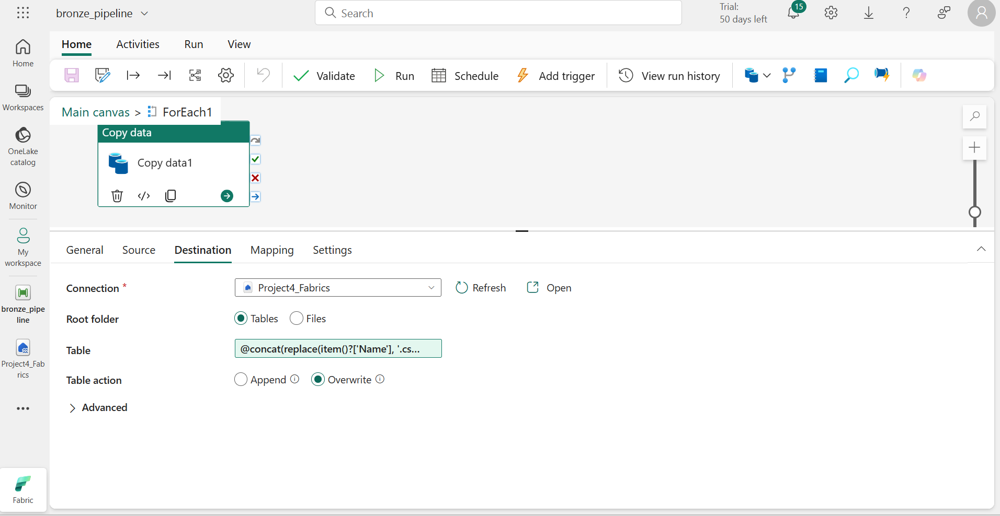 bronze_pipeline
Search
Trial:
50 days left
15
Home
Activities
Run
View
Validate
Run
Schedule
Add trigger
View run history
Home
Workspaces
OneLake
catalog
Monitor
My
workspace
bronze_pipe
line
Project4_Fab
rics
Fabric
Main canvas > ForEach1
Copy data
Copy data1
General
Source
Destination
Mapping
Settings
Connection *
Project4_Fabrics
Refresh
Open
Root folder
Tables
Files
Table
@concat(replace(item()?['Name'], '.cs...
Table action
Append
Overwrite
Advanced